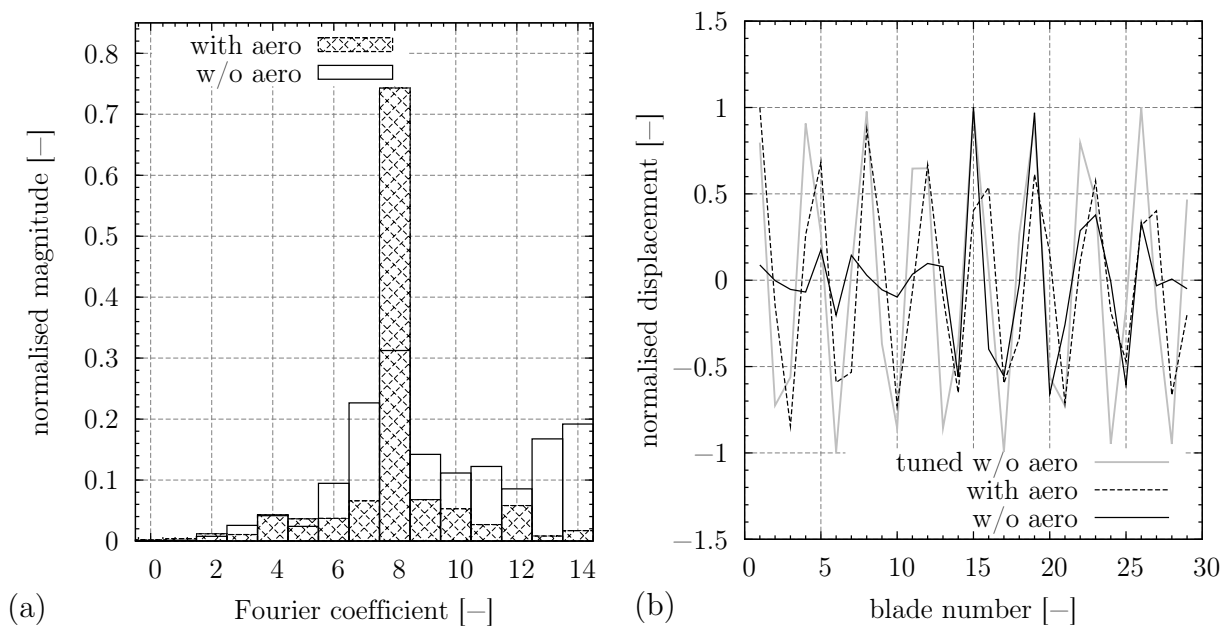 with aero
w/o aero
normalised magnitude [–]
0.8
0.7
0.6
0.5
0.4
0.3
0.2
0.1
0
0 2 4 6 8 10 12 14
Fourier coefficient [–]
(a)
normalised displacement [–]
1.5
1
0.5
0
−0.5
−1
−1.5
tuned w/o aero
with aero
w/o aero
0 5 10 15 20 25 30
blade number [–]
(b)